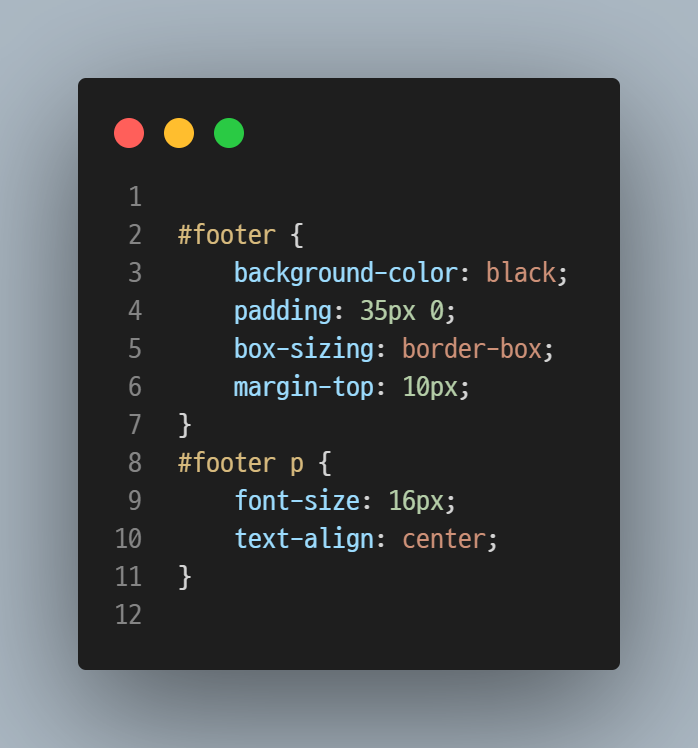 1
2 #footer {
3     background-color: black;
4     padding: 35px 0;
5     box-sizing: border-box;
6     margin-top: 10px;
7 }
8 #footer p {
9     font-size: 16px;
10     text-align: center;
11 }
12